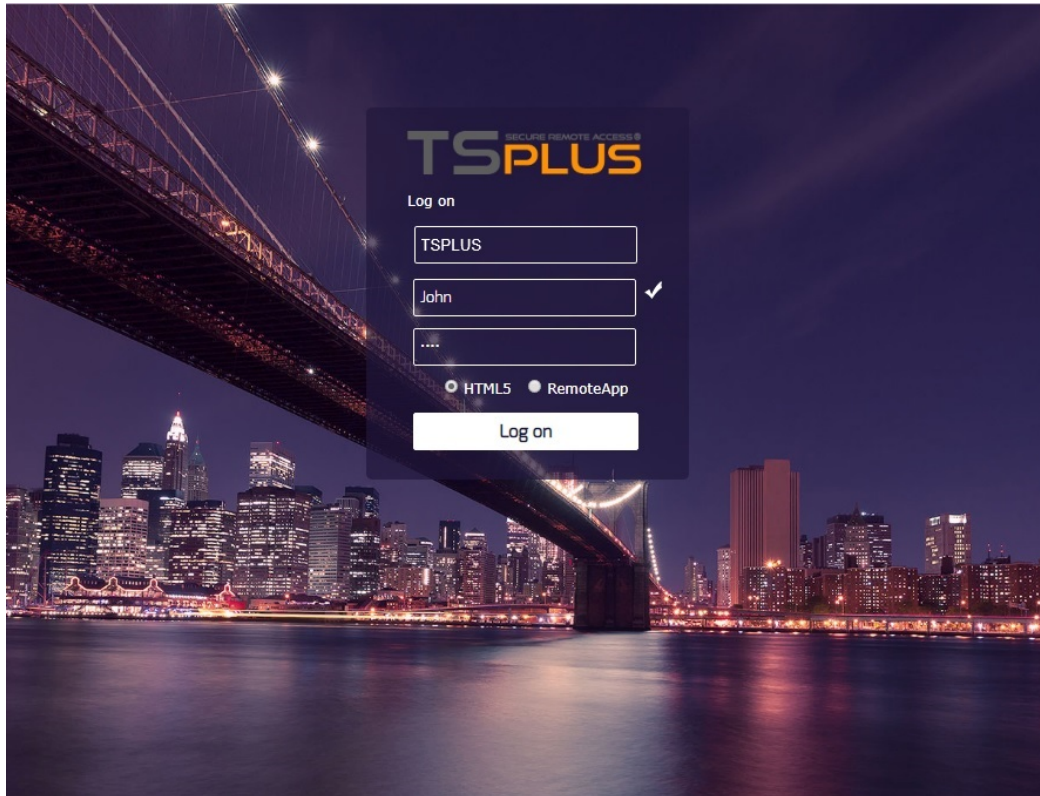 TSPLUS SECURE REMOTE ACCESS®
Log on
TSPLUS
John
....
HTML5 RemoteApp
Log on